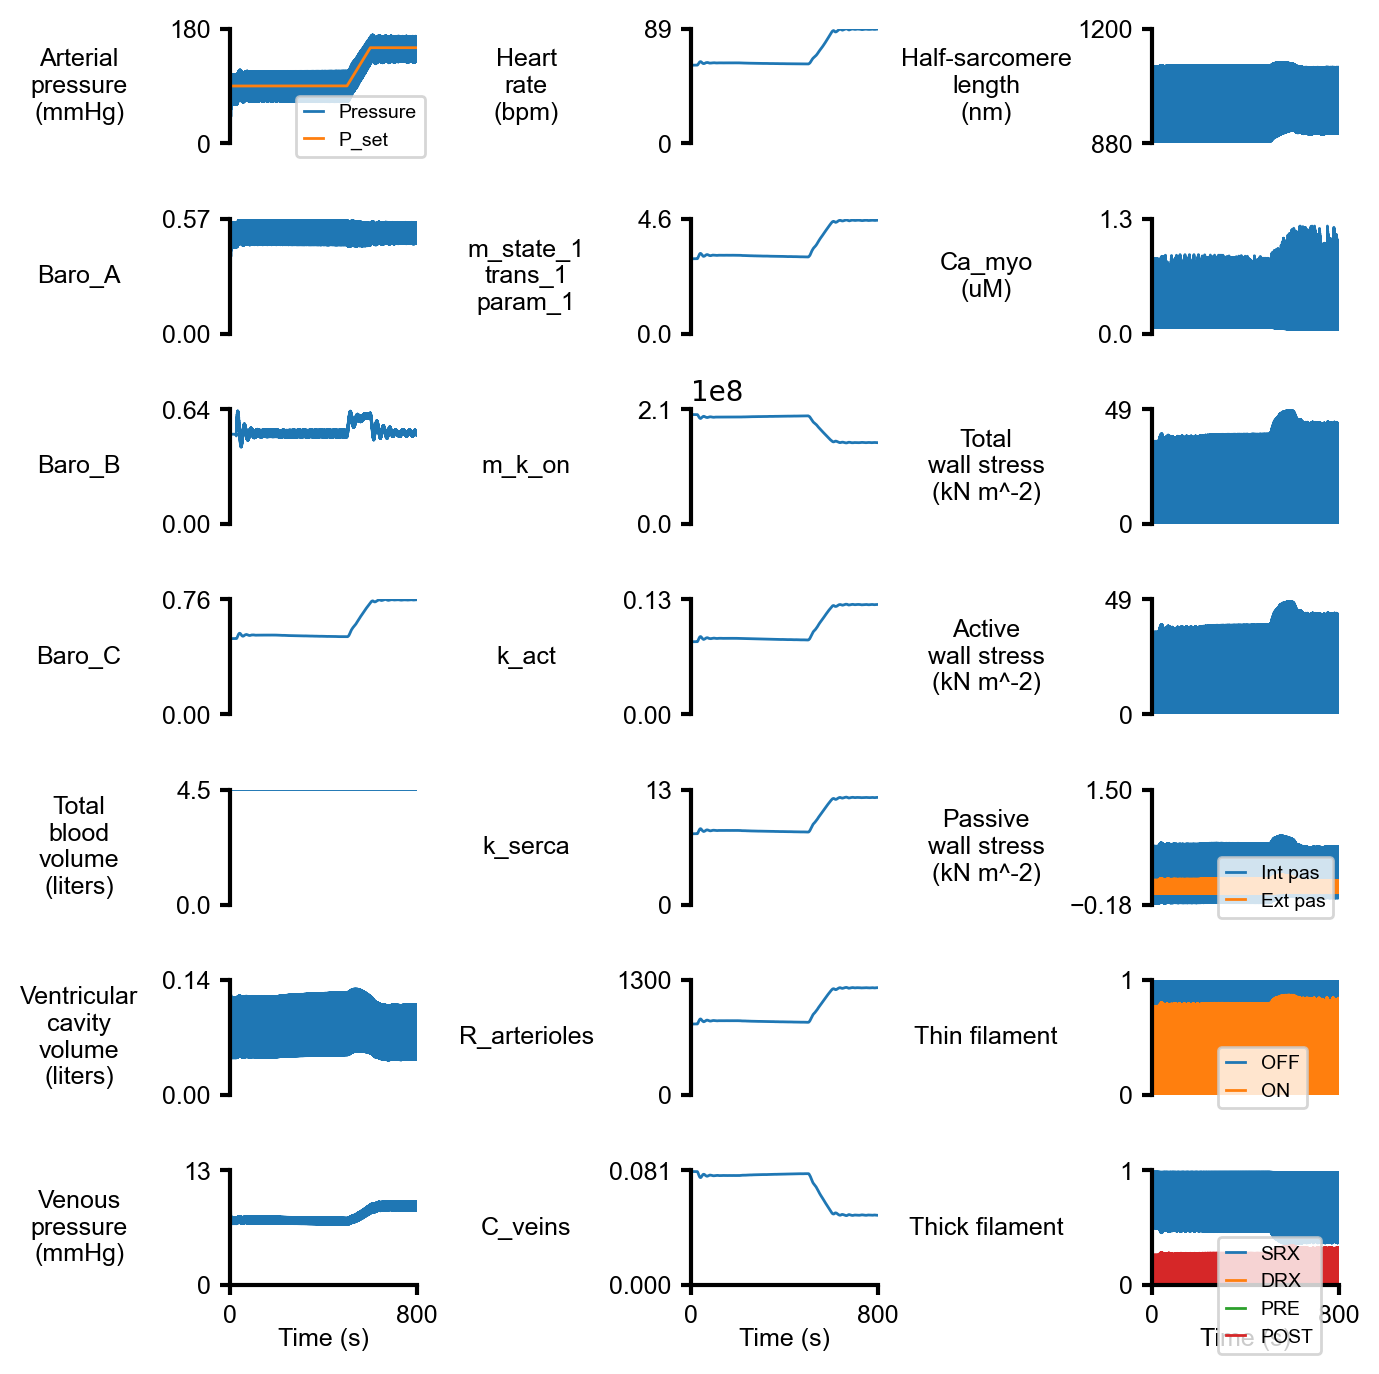 Arterial
pressure
(mmHg)
180
0
Pressure
P_set
Heart
rate
(bpm)
89
0
Half-sarcomere
length
(nm)
1200
880
Baro_A
0.57
0.00
m_state_1
trans_1
param_1
4.6
0.0
Ca_myo
(uM)
1.3
0.0
Baro_B
0.64
0.00
m_k_on
1e8
2.1
0.0
Total
wall stress
(kN m^-2)
49
0
Baro_C
0.76
0.00
k_act
0.13
0.00
Active
wall stress
(kN m^-2)
49
0
Total
blood
volume
(liters)
4.5
0.0
k_serca
13
0
Passive
wall stress
(kN m^-2)
1.50
−0.18
Int pas
Ext pas
Ventricular
cavity
volume
(liters)
0.14
0.00
R_arterioles
1300
0
Thin filament
1
0
OFF
ON
Venous
pressure
(mmHg)
13
0
0
800
Time (s)
C_veins
0.081
0.000
0
800
Time (s)
Thick filament
1
0
SRX
DRX
PRE
POST
0
800
Time (s)